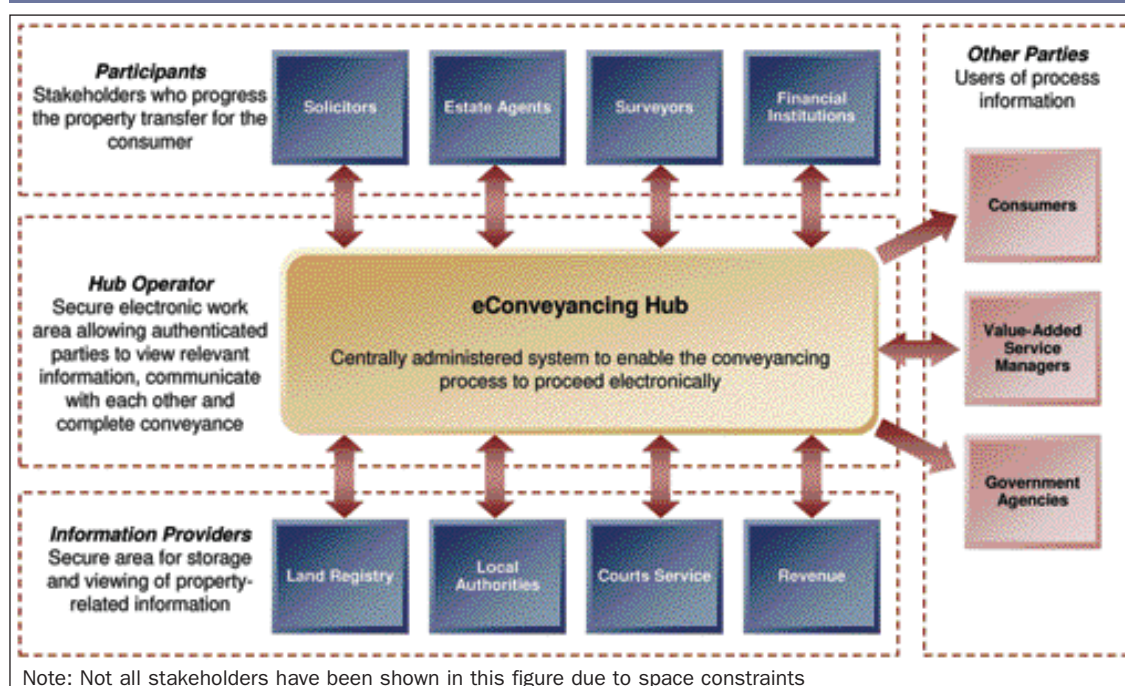 Participants
Stakeholders who progress
the property transfer for the
consumer
Solicitors
Estate Agents
Surveyors
Financial
Institutions
Other Parties
Users of process
information
Consumers
Value-Added
Service
Managers
Government
Agencies
Hub Operator
Secure electronic work
area allowing authenticated
parties to view relevant
information, communicate
with each other and
complete conveyance
eConveyancing Hub
Centrally administered system to enable the conveyancing
process to proceed electronically
Information Providers
Secure area for storage
and viewing of property-
related information
Land Registry
Local
Authorities
Courts Service
Revenue
Note: Not all stakeholders have been shown in this figure due to space constraints